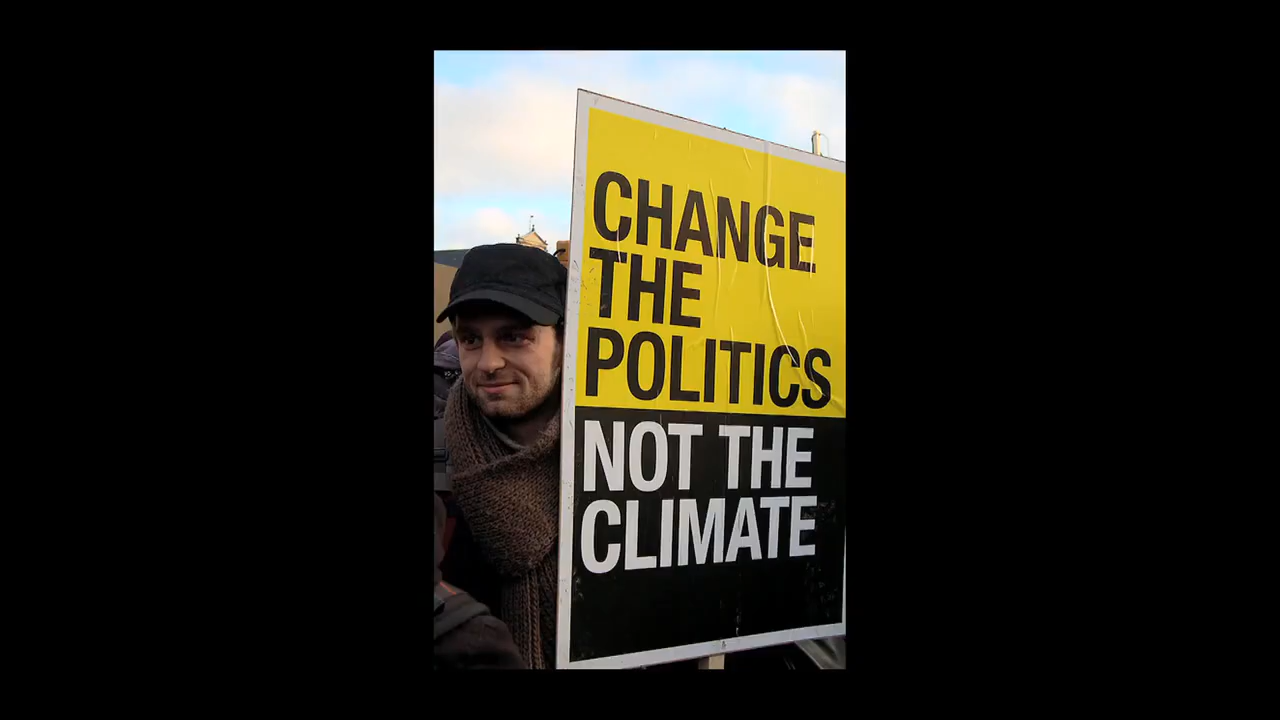 CHANGE
THE
POLITICS
NOT THE
CLIMATE